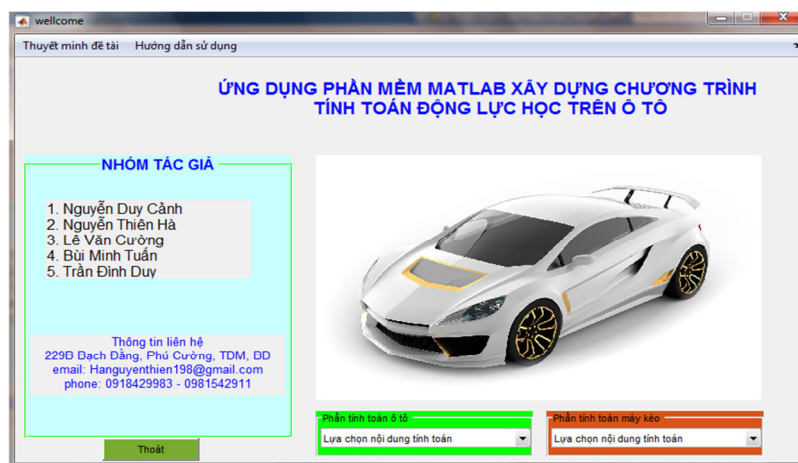 wellcome
Thuyết minh đề tài Hướng dẫn sử dụng
ỨNG DỤNG PHẦN MỀM MATLAB XÂY DỰNG CHƯƠNG TRÌNH
TÍNH TOÁN ĐỘNG LỰC HỌC TRÊN Ô TÔ
NHÓM TÁC GIẢ
1. Nguyễn Duy Cảnh
2. Nguyễn Thiên Hà
3. Lê Văn Cường
4. Bùi Minh Tuấn
5. Trần Đình Duy
Thông tin liên hệ
229B Bạch Đằng, Phú Cường, TDM, BD
email: Hanguyenthien198@gmail.com
phone: 0918429983 - 0981542911
Thoát
Phần tính toán ô tô
Lựa chọn nội dung tính toán
Phần tính toán máy kéo
Lựa chọn nội dung tính toán